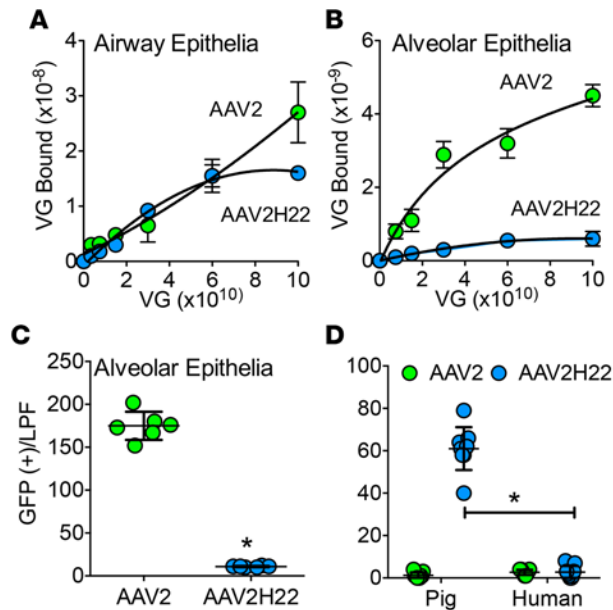 A Airway Epithelia
VG Bound (x10-8)
4
3
2
1
0
AAV2
AAV2H22
0 2 4 6 8 10
VG (x10¹⁰)
B Alveolar Epithelia
VG Bound (x10-9)
6
4
2
0
AAV2
AAV2H22
0 2 4 6 8 10
VG (x10¹⁰)
C Alveolar Epithelia
GFP (+)/LPF
250
200
150
100
50
0
*
AAV2 AAV2H22
D
AAV2 AAV2H22
100
80
60
40
20
0
*
Pig Human